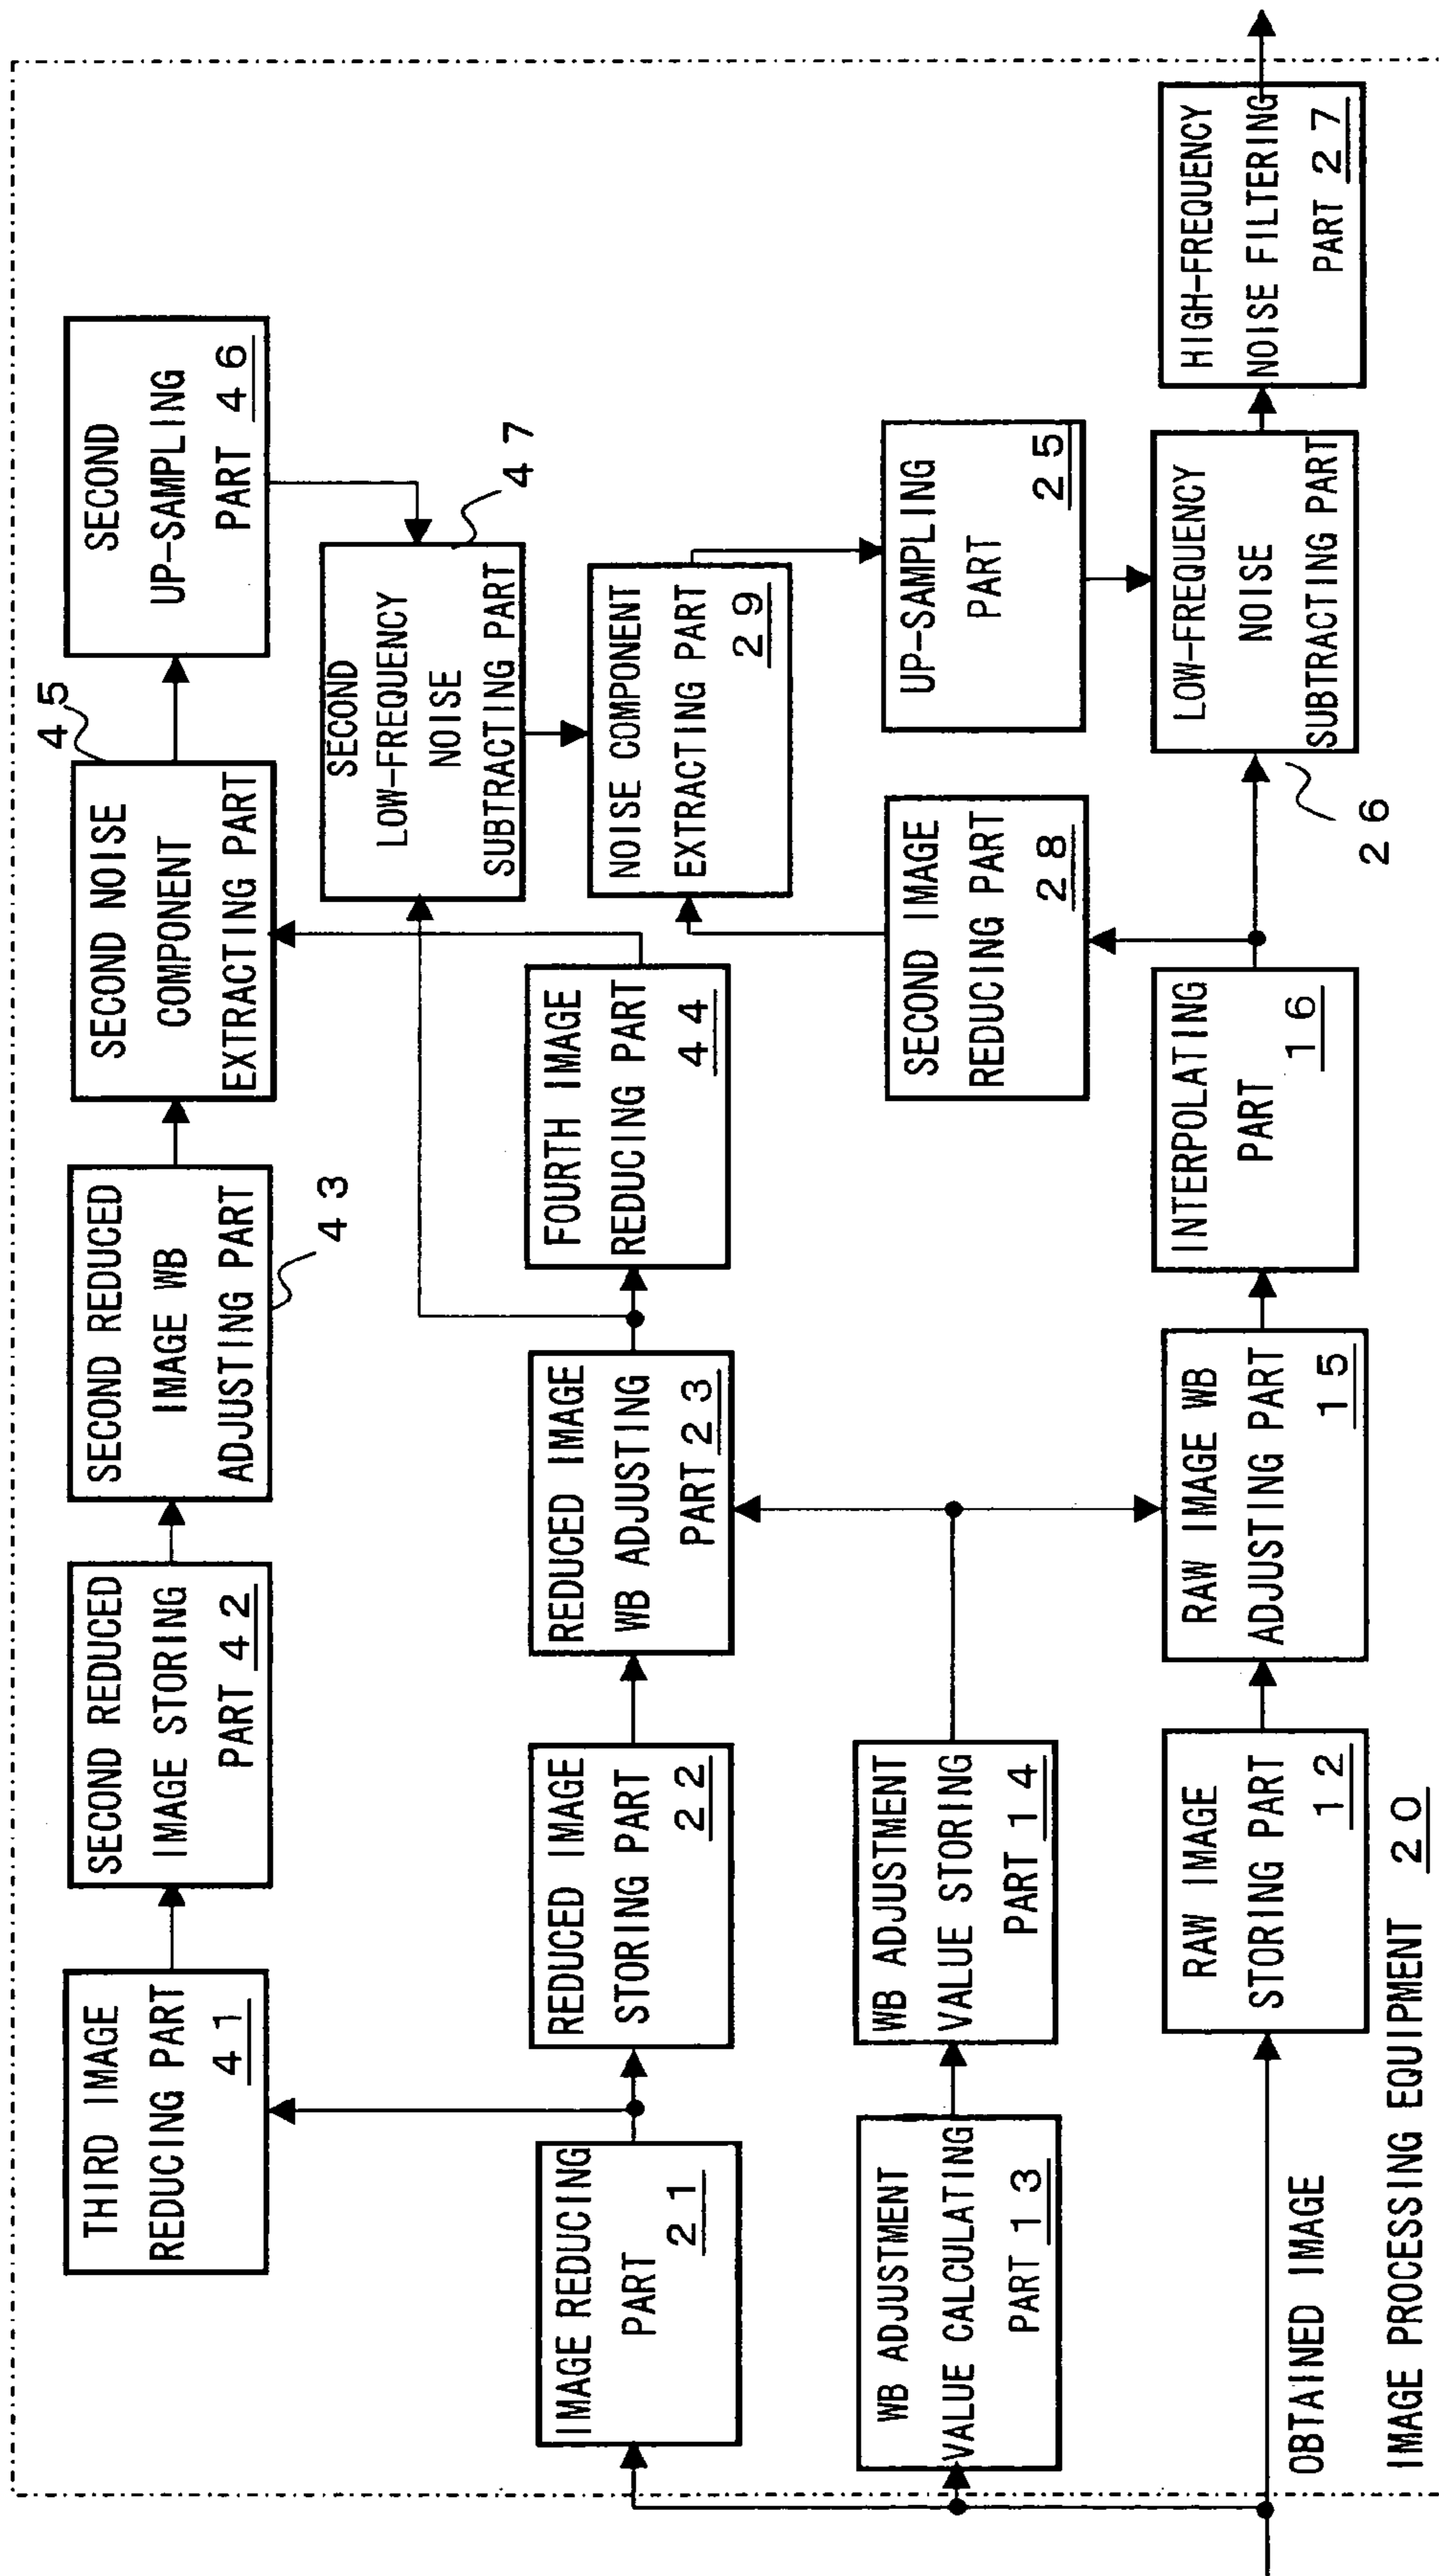 THIRD IMAGE
REDUCING PART
41
SECOND REDUCED
IMAGE STORING
PART 42
SECOND REDUCED
IMAGE WB
ADJUSTING PART
43
SECOND NOISE
COMPONENT
EXTRACTING PART
45
SECOND
UP-SAMPLING
PART 46
SECOND
LOW-FREQUENCY
NOISE
SUBTRACTING PART
47
IMAGE REDUCING
PART
21
REDUCED IMAGE
STORING PART
22
REDUCED IMAGE
WB ADJUSTING
PART 23
FOURTH IMAGE
REDUCING PART
44
NOISE COMPONENT
EXTRACTING PART
29
WB ADJUSTMENT
VALUE CALCULATING
PART 13
WB ADJUSTMENT
VALUE STORING
PART 14
SECOND IMAGE
REDUCING PART
28
UP-SAMPLING
PART
25
OBTAINED IMAGE
RAW IMAGE
STORING PART
12
RAW IMAGE WB
ADJUSTING PART
15
INTERPOLATING
PART
16
LOW-FREQUENCY
NOISE
SUBTRACTING PART
26
HIGH-FREQUENCY
NOISE FILTERING
PART 27
IMAGE PROCESSING EQUIPMENT 20